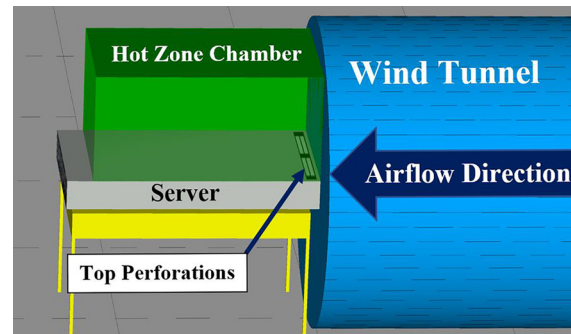 Hot Zone Chamber
Wind Tunnel
Airflow Direction
Server
Top Perforations